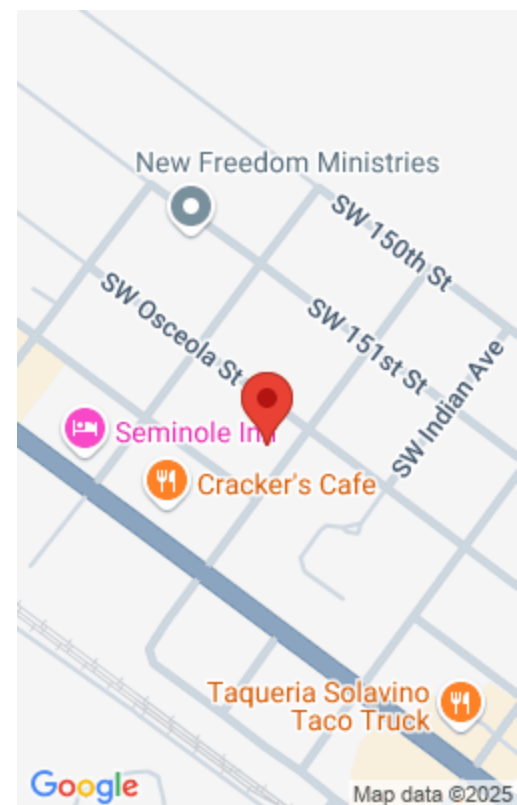 New Freedom Ministries
SW 150th St
SW Osceola St
SW 151st St
SW Indian Ave
Seminole Inn
Cracker's Cafe
Taqueria Solavino
Taco Truck
Google
Map data ©2025